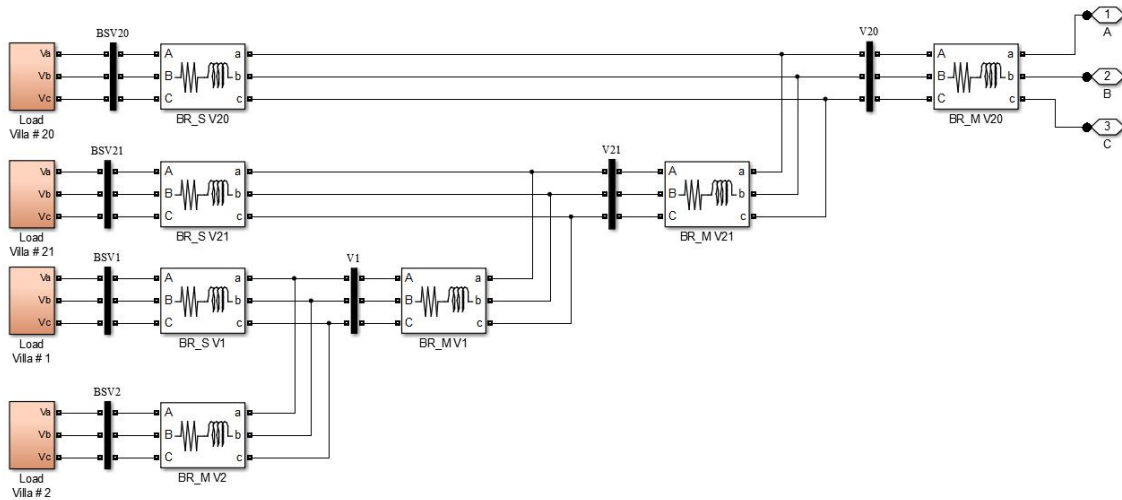 BSV20
V20
1
A
Va
Vb
Vc
A
B
C
a
b
c
A
B
C
a
b
c
2
B
Load
Villa # 20
BR_S V20
BR_M V20
3
C
BSV21
V21
Va
Vb
Vc
A
B
C
a
b
c
A
B
C
a
b
c
Load
Villa # 21
BR_S V21
BR_M V21
BSV1
V1
Va
Vb
Vc
A
B
C
a
b
c
A
B
C
a
b
c
Load
Villa # 1
BR_S V1
BR_M V1
BSV2
Va
Vb
Vc
A
B
C
a
b
c
Load
Villa # 2
BR_M V2